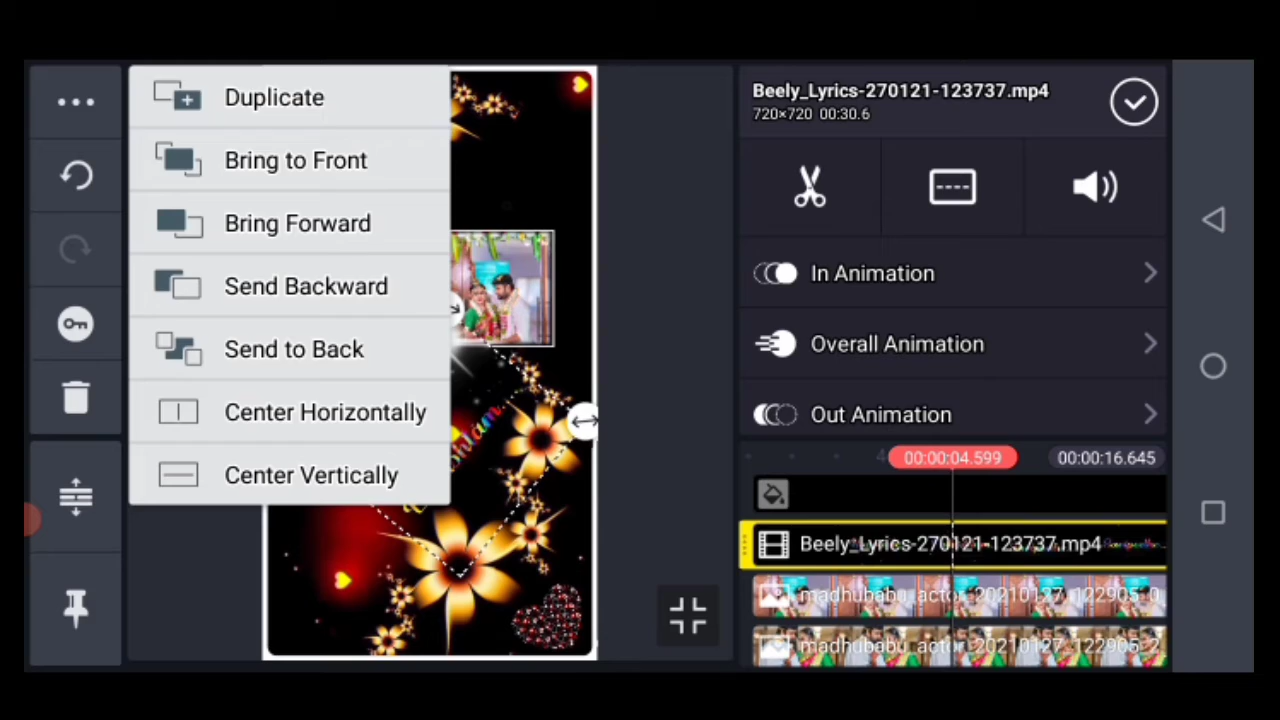 Duplicate
Bring to Front
Bring Forward
Send Backward
Send to Back
Center Horizontally
Center Vertically
Beely_Lyrics-270121-123737.mp4
720×720 00:30.6
In Animation
Overall Animation
Out Animation
00:00:04.599
00:00:16.645
Beely_Lyrics-270121-123737.mp4
madhubabu_actor_20210127_122905_0
madhubabu_actor_20210127_122905_2